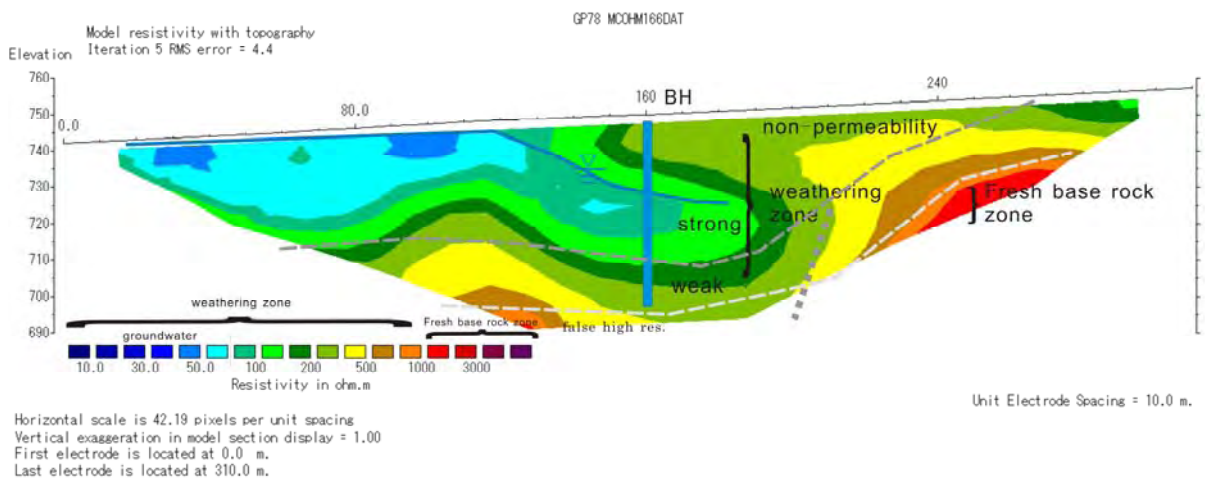 GP78 MCOHM166DAT
Model resistivity with topography
Iteration 5 RMS error = 4.4
Elevation
760
750
740
730
720
710
700
690
0.0
80.0
160
BH
240
non-permeability
weathering
zone
strong
weak
Fresh base rock
zone
weathering zone
Fresh base rock zone
false high res.
groundwater
10.0 30.0 50.0 100 200 500 1000 3000
Resistivity in ohm.m
Unit Electrode Spacing = 10.0 m.
Horizontal scale is 42.19 pixels per unit spacing
Vertical exaggeration in model section display = 1.00
First electrode is located at 0.0 m.
Last electrode is located at 310.0 m.